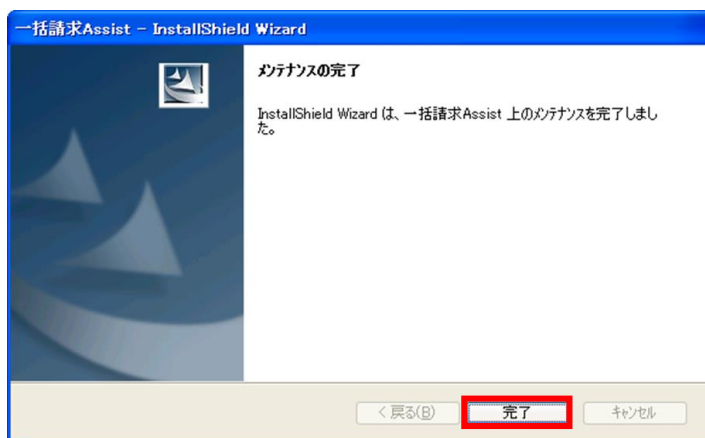 一括請求Assist - InstallShield Wizard
メンテナンスの完了
InstallShield Wizard は、一括請求Assist 上のメンテナンスを完了しまし
た。
< 戻る(B)
完了
キャンセル